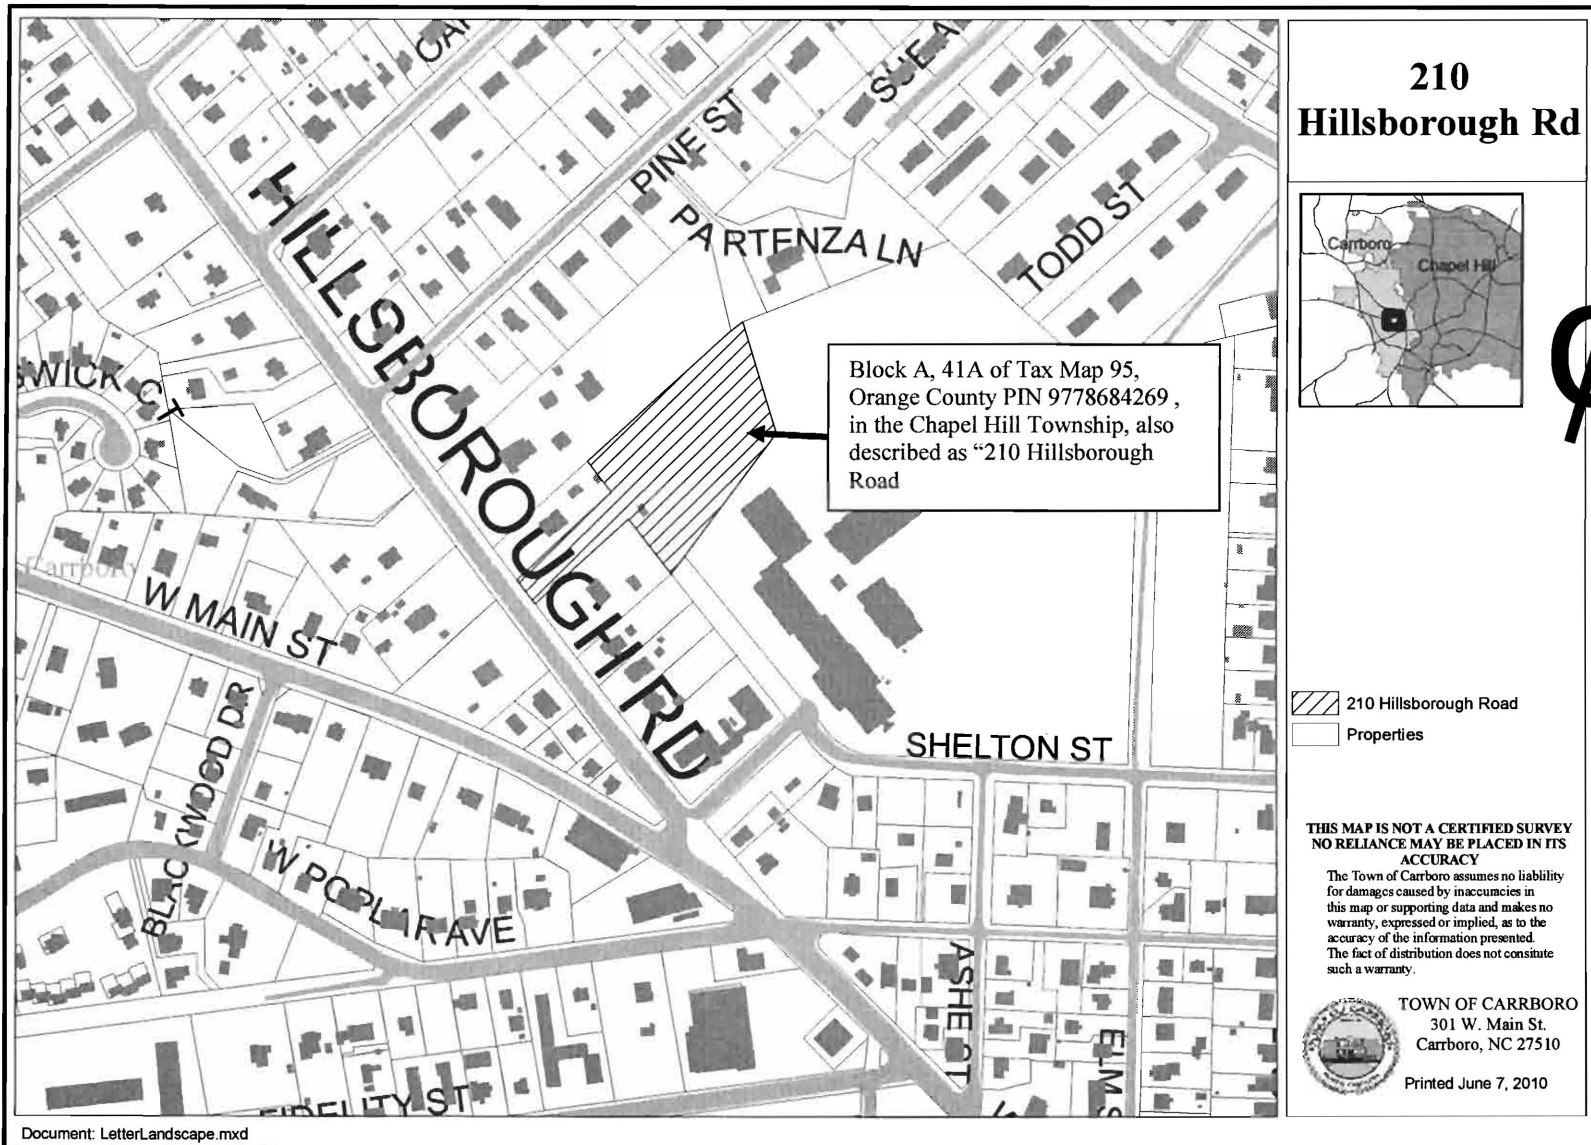 210
Hillsborough Rd
PINE ST
PARTENZA LN
TODD ST
HILLSBOROUGH RD
Block A, 41A of Tax Map 95,
Orange County PIN 9778684269 ,
in the Chapel Hill Township, also
described as “210 Hillsborough
Road
Carrboro
Chapel Hill
WICK CT
Carrboro
W MAIN ST
BLACKWOOD DR
W POPLAR AVE
SHELTON ST
ASHE CT
ELM S
FIDELITY ST
210 Hillsborough Road
Properties
THIS MAP IS NOT A CERTIFIED SURVEY
NO RELIANCE MAY BE PLACED IN ITS
ACCURACY
The Town of Carrboro assumes no liablility
for damages caused by inaccuracies in
this map or supporting data and makes no
warranty, expressed or implied, as to the
accuracy of the information presented.
The fact of distribution does not consitute
such a warranty.
TOWN OF CARRBORO
301 W. Main St.
Carrboro, NC 27510
Printed June 7, 2010
Document: LetterLandscape.mxd